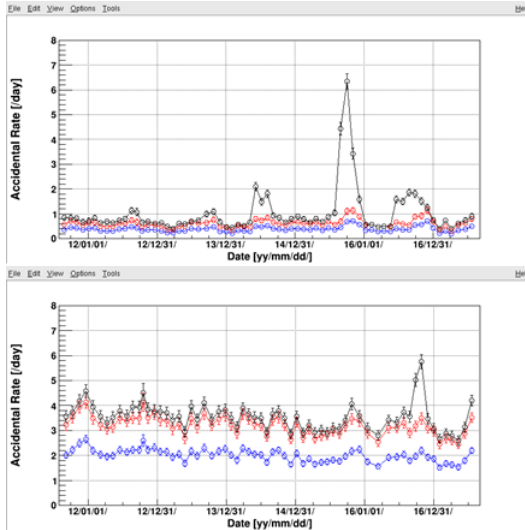 File Edit View Options Tools He
8
7
6
5
4
3
2
1
0
Accidental Rate [/day]
12/01/01/ 12/12/31/ 13/12/31/ 14/12/31/ 16/01/01/ 16/12/31/
Date [yy/mm/dd/]
File Edit View Options Tools He
8
7
6
5
4
3
2
1
0
Accidental Rate [/day]
12/01/01/ 12/12/31/ 13/12/31/ 14/12/31/ 16/01/01/ 16/12/31/
Date [yy/mm/dd/]